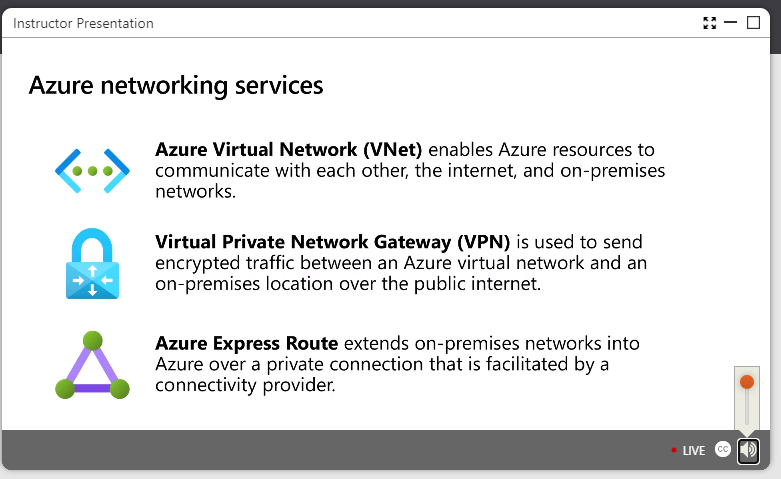 Instructor Presentation
Azure networking services
Azure Virtual Network (VNet) enables Azure resources to
communicate with each other, the internet, and on-premises
networks.
Virtual Private Network Gateway (VPN) is used to send
encrypted traffic between an Azure virtual network and an
on-premises location over the public internet.
Azure Express Route extends on-premises networks into
Azure over a private connection that is facilitated by a
connectivity provider.
LIVE
CC